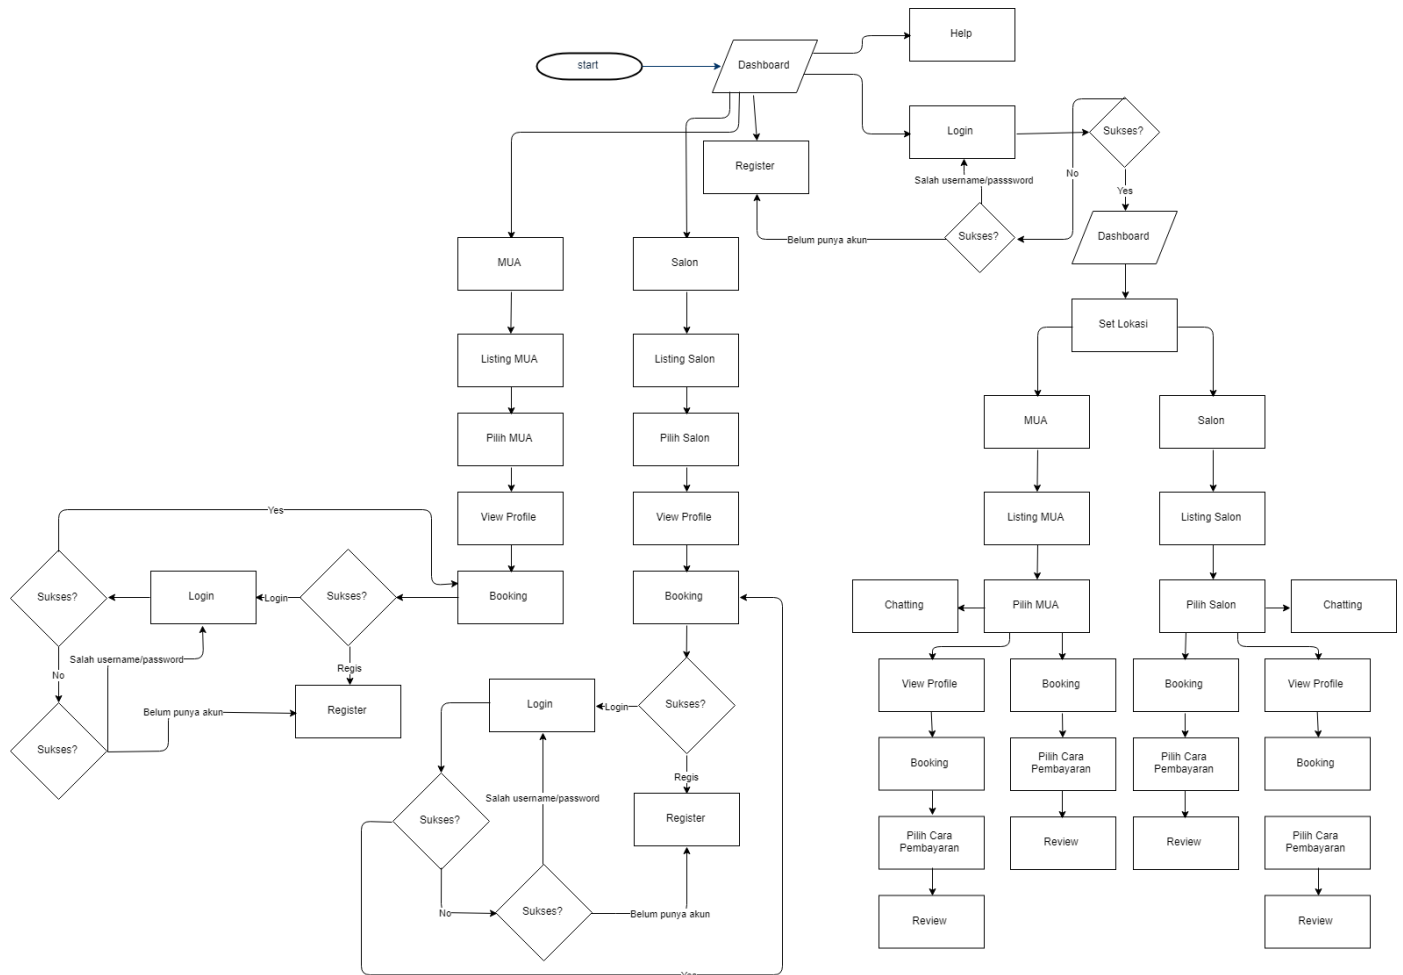 Help
start
Dashboard
Login
Sukses?
Register
Salah username/passsword
No
Yes
Belum punya akun
Sukses?
Dashboard
MUA
Salon
Set Lokasi
Listing MUA
Listing Salon
MUA
Salon
Pilih MUA
Pilih Salon
View Profile
View Profile
Listing MUA
Listing Salon
Yes
Sukses?
Login
Login
Sukses?
Booking
Booking
Chatting
Pilih MUA
Pilih Salon
Chatting
No
Salah username/password
Regis
View Profile
Booking
Booking
View Profile
Sukses?
Belum punya akun
Register
Login
Login
Sukses?
Regis
Booking
Pilih Cara
Pembayaran
Pilih Cara
Pembayaran
Booking
Sukses?
Salah username/password
Register
Pilih Cara
Pembayaran
Review
Review
Pilih Cara
Pembayaran
No
Sukses?
Belum punya akun
Review
Review
Yes